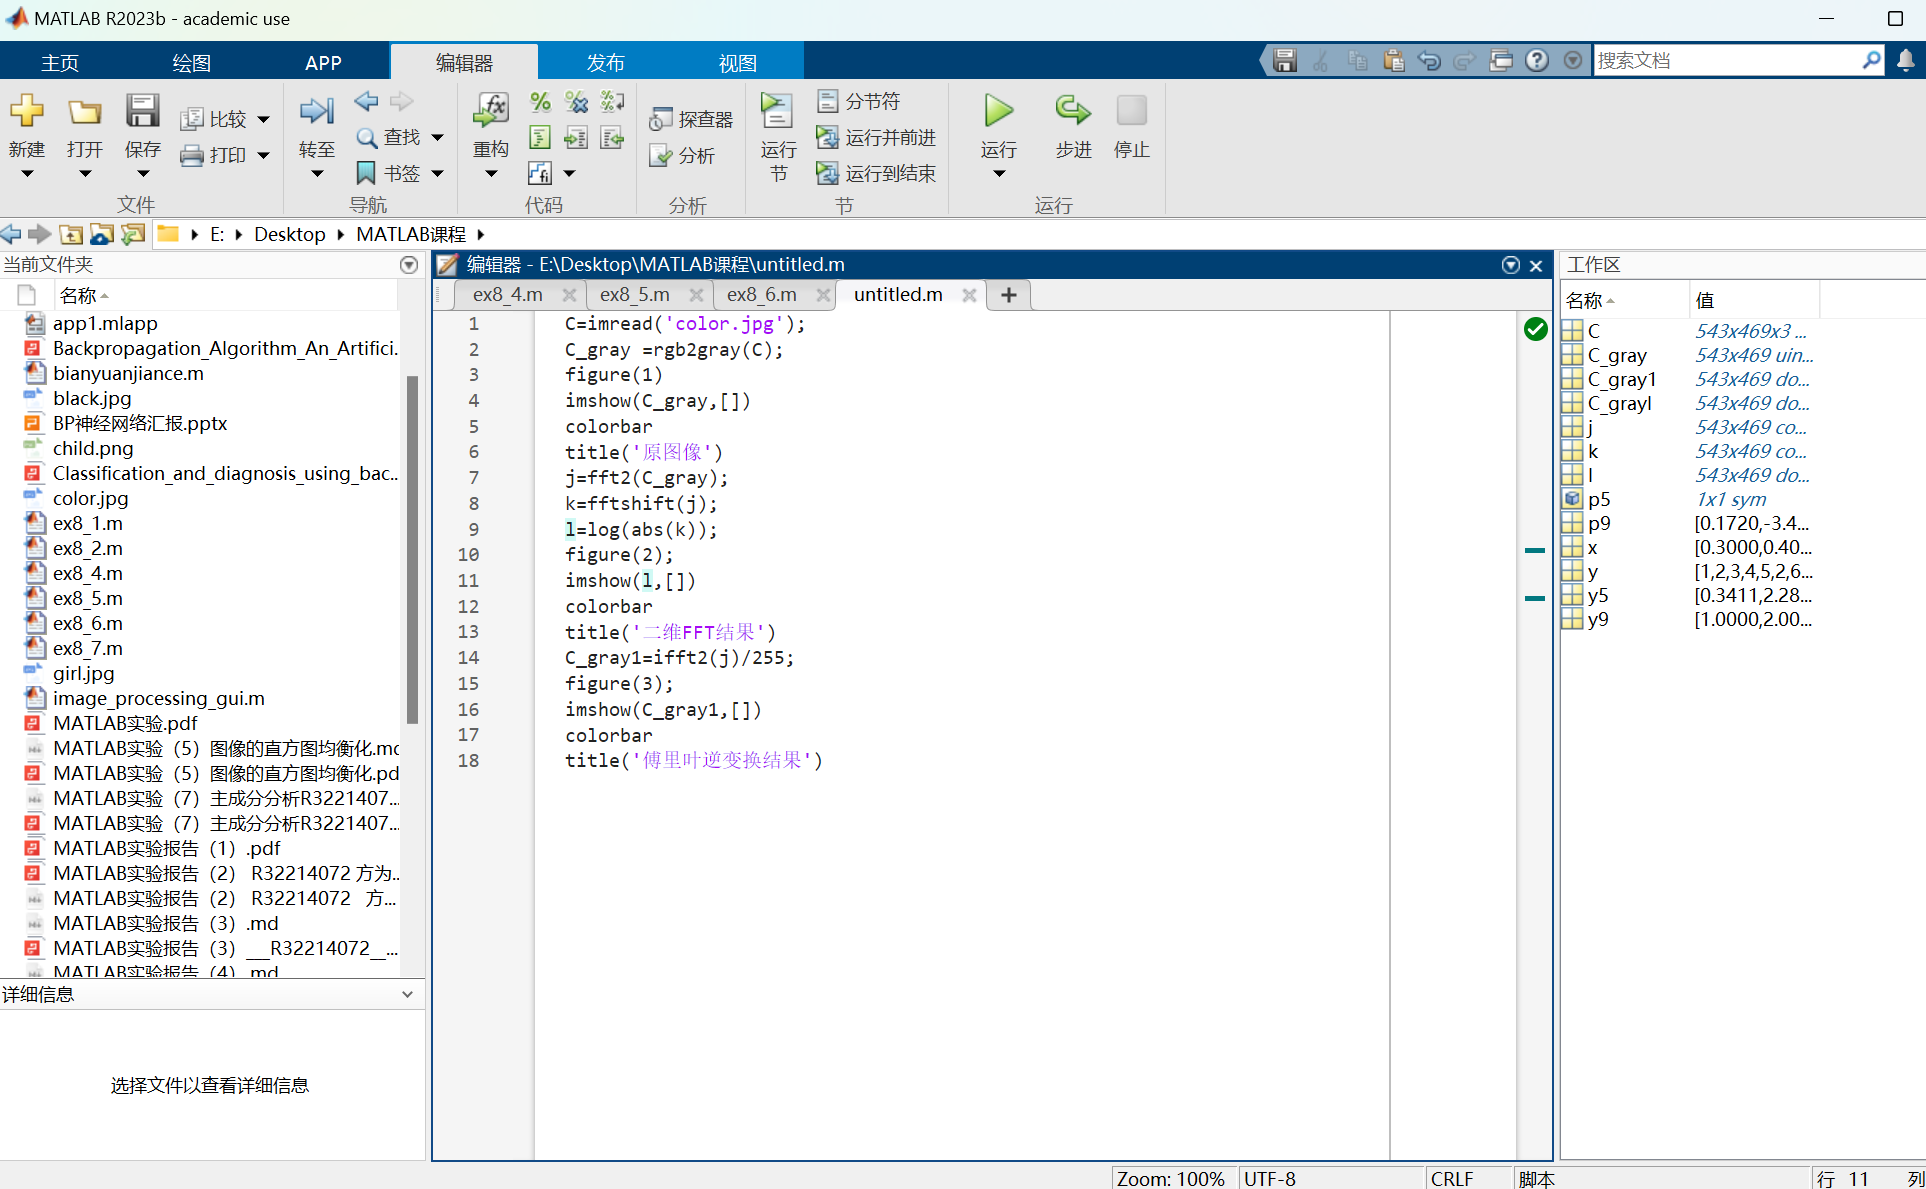 MATLAB R2023b - academic use
主页 绘图 APP 编辑器 发布 视图
搜索文档
新建 打开 保存 比较 打印
文件
转至 查找 书签
导航
重构
代码
探查器 分析
分析
运行节 分节符 运行并前进 运行到结束
节
运行 步进 停止
运行
E: Desktop MATLAB课程
当前文件夹
名称
app1.mlapp
Backpropagation_Algorithm_An_Artifici...
bianyuanjiance.m
black.jpg
BP神经网络汇报.pptx
child.png
Classification_and_diagnosis_using_bac...
color.jpg
ex8_1.m
ex8_2.m
ex8_4.m
ex8_5.m
ex8_6.m
ex8_7.m
girl.jpg
image_processing_gui.m
MATLAB实验.pdf
MATLAB实验（5）图像的直方图均衡化.md
MATLAB实验（5）图像的直方图均衡化.pd
MATLAB实验（7）主成分分析R3221407...
MATLAB实验（7）主成分分析R3221407...
MATLAB实验报告（1）.pdf
MATLAB实验报告（2） R32214072 方为...
MATLAB实验报告（2） R32214072 方...
MATLAB实验报告（3）.md
MATLAB实验报告（3）__R32214072__...
MATLAB实验报告（4）.md
详细信息
选择文件以查看详细信息
编辑器 - E:\Desktop\MATLAB课程\untitled.m
ex8_4.m ex8_5.m ex8_6.m untitled.m
1 C=imread('color.jpg');
2 C_gray =rgb2gray(C);
3 figure(1)
4 imshow(C_gray,[])
5 colorbar
6 title('原图像')
7 j=fft2(C_gray);
8 k=fftshift(j);
9 l=log(abs(k));
10 figure(2);
11 imshow(l,[])
12 colorbar
13 title('二维FFT结果')
14 C_gray1=ifft2(j)/255;
15 figure(3);
16 imshow(C_gray1,[])
17 colorbar
18 title('傅里叶逆变换结果')
工作区
名称 值
C 543x469x3 ...
C_gray 543x469 uin...
C_gray1 543x469 do...
C_grayl 543x469 do...
j 543x469 co...
k 543x469 co...
l 543x469 do...
p5 1x1 sym
p9 [0.1720,-3.4...
x [0.3000,0.40...
y [1,2,3,4,5,2,6...
y5 [0.3411,2.28...
y9 [1.0000,2.00...
Zoom: 100% UTF-8 CRLF 脚本 行 11 列